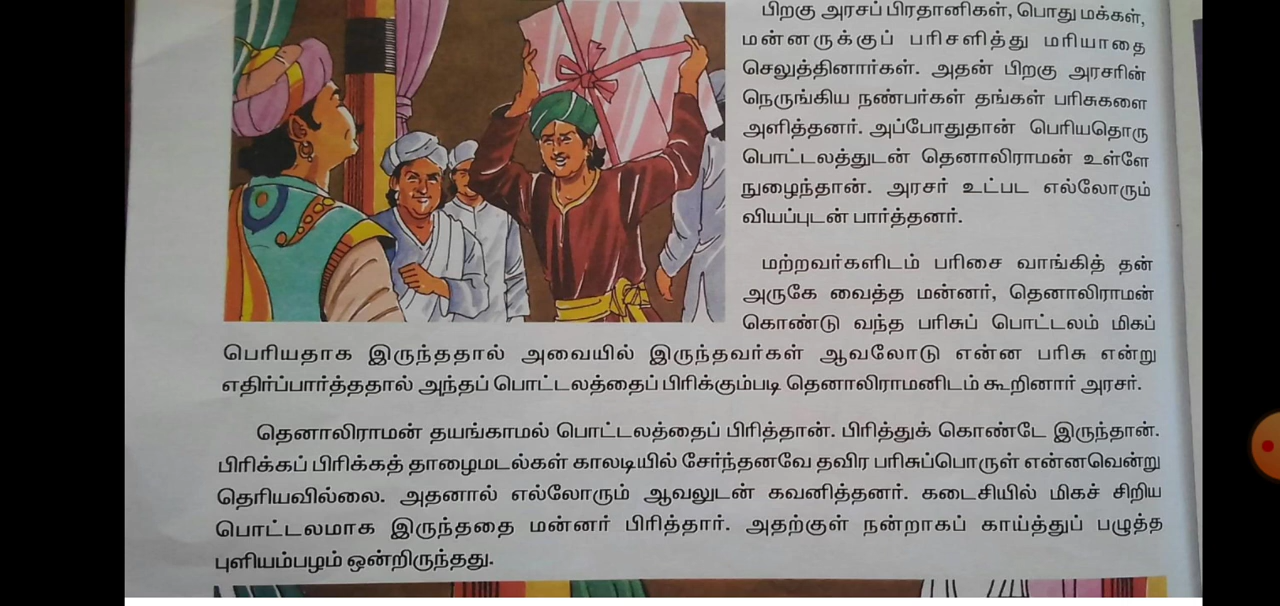 பிறகு அரசப் பிரதானிகள், பொது மக்கள்,
மன்னருக்குப் பரிசளித்து மரியாதை
செலுத்தினார்கள். அதன் பிறகு அரசரின்
நெருங்கிய நண்பர்கள் தங்கள் பரிசுகளை
அளித்தனர். அப்போதுதான் பெரியதொரு
பொட்டலத்துடன் தெனாலிராமன் உள்ளே
நுழைந்தான். அரசர் உட்பட எல்லோரும்
வியப்புடன் பார்த்தனர்.
மற்றவர்களிடம் பரிசை வாங்கித் தன்
அருகே வைத்த மன்னர், தெனாலிராமன்
கொண்டு வந்த பரிசுப் பொட்டலம் மிகப்
பெரியதாக இருந்ததால் அவையில் இருந்தவர்கள் ஆவலோடு என்ன பரிசு என்று
எதிர்ப்பார்த்ததால் அந்தப் பொட்டலத்தைப் பிரிக்கும்படி தெனாலிராமனிடம் கூறினார் அரசர்.
தெனாலிராமன் தயங்காமல் பொட்டலத்தைப் பிரித்தான். பிரித்துக் கொண்டே இருந்தான்.
பிரிக்கப் பிரிக்கத் தாழைமடல்கள் காலடியில் சேர்ந்தனவே தவிர பரிசுப்பொருள் என்னவென்று
தெரியவில்லை. அதனால் எல்லோரும் ஆவலுடன் கவனித்தனர். கடைசியில் மிகச் சிறிய
பொட்டலமாக இருந்ததை மன்னர் பிரித்தார். அதற்குள் நன்றாகப் காய்த்துப் பழுத்த
புளியம்பழம் ஒன்றிருந்தது.